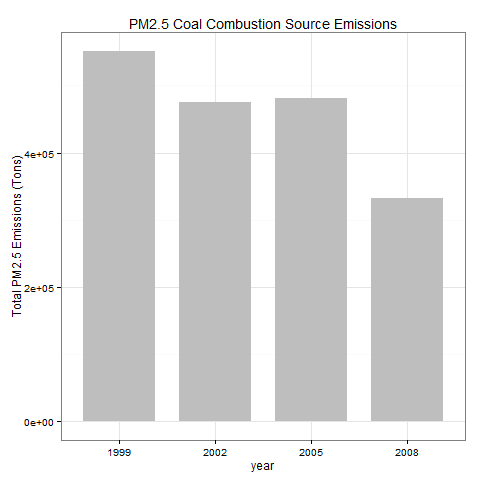 PM2.5 Coal Combustion Source Emissions
Total PM2.5 Emissions (Tons)
4e+05
2e+05
0e+00
1999 2002 2005 2008
year